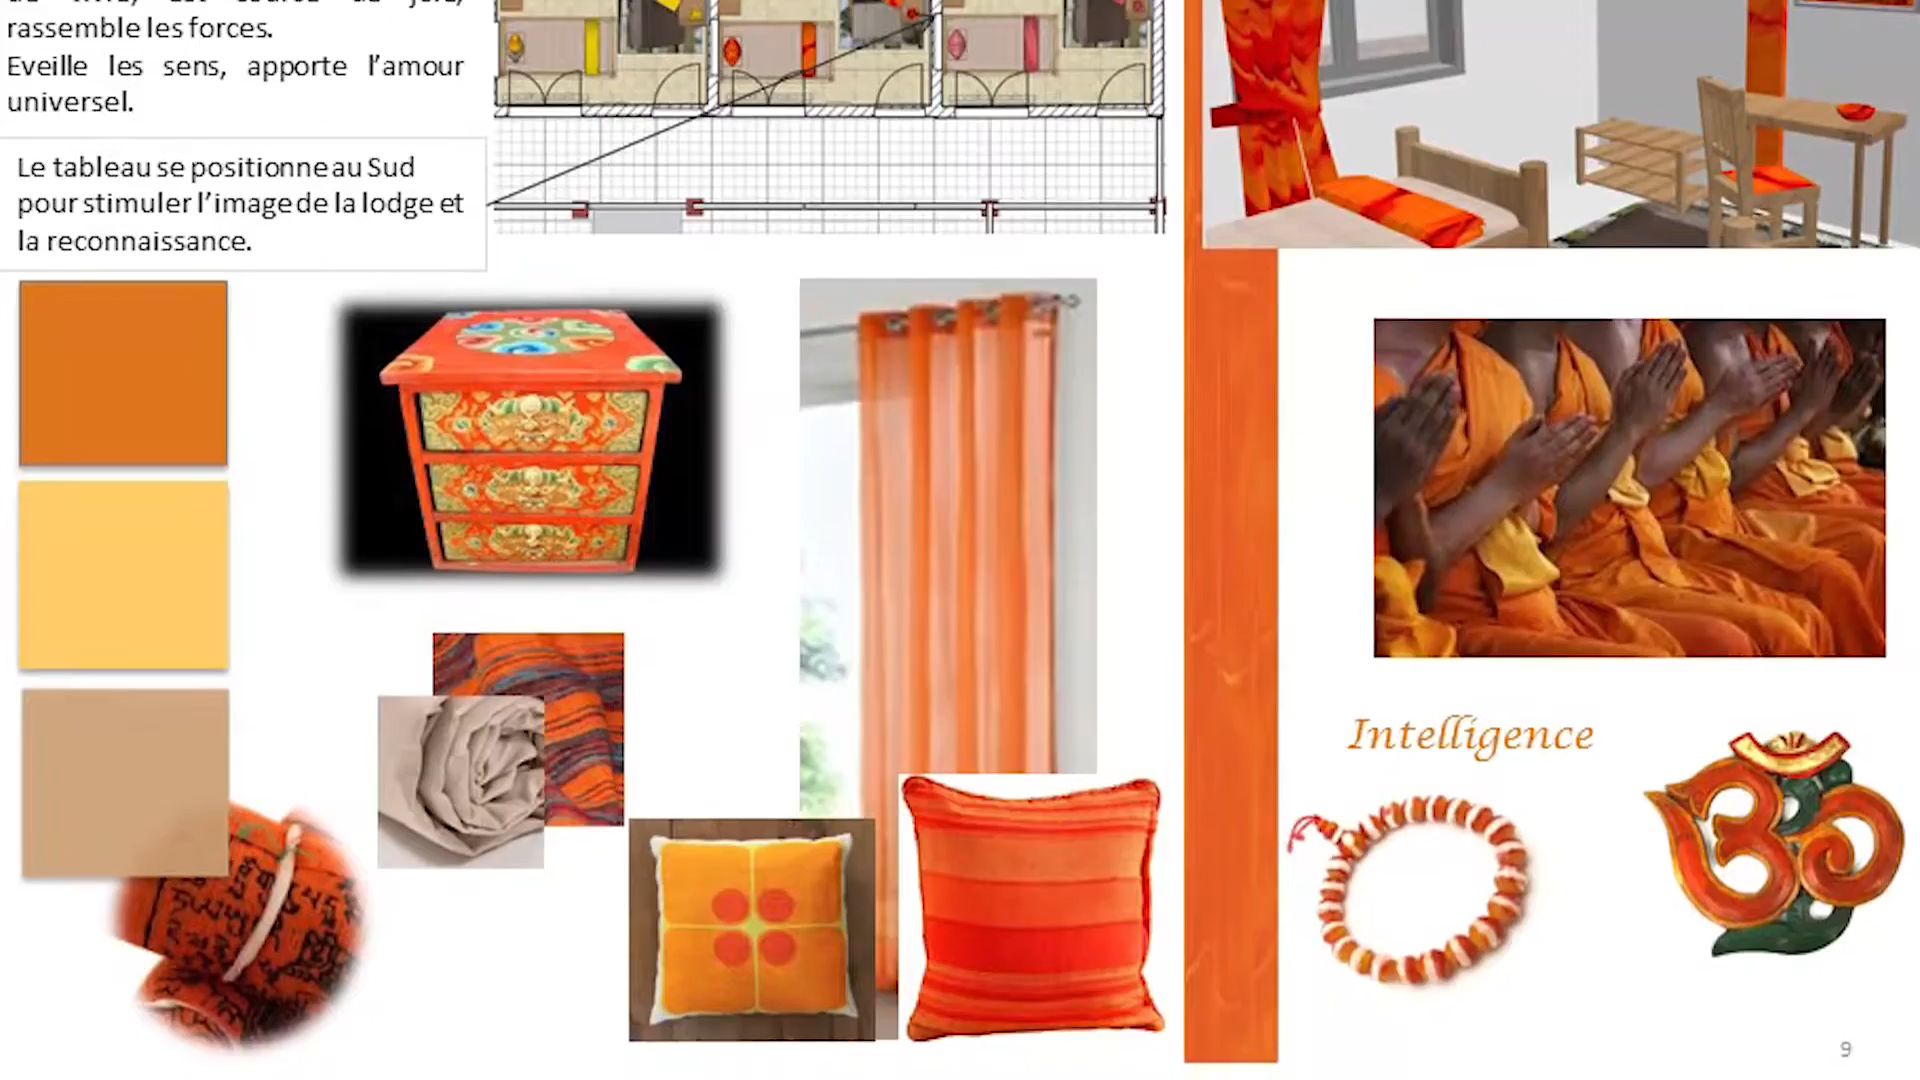 rassemble les forces.
Eveille les sens, apporte l’amour
universel.
Le tableau se positionne au Sud
pour stimuler l’image de la lodge et
la reconnaissance.
Intelligence
9